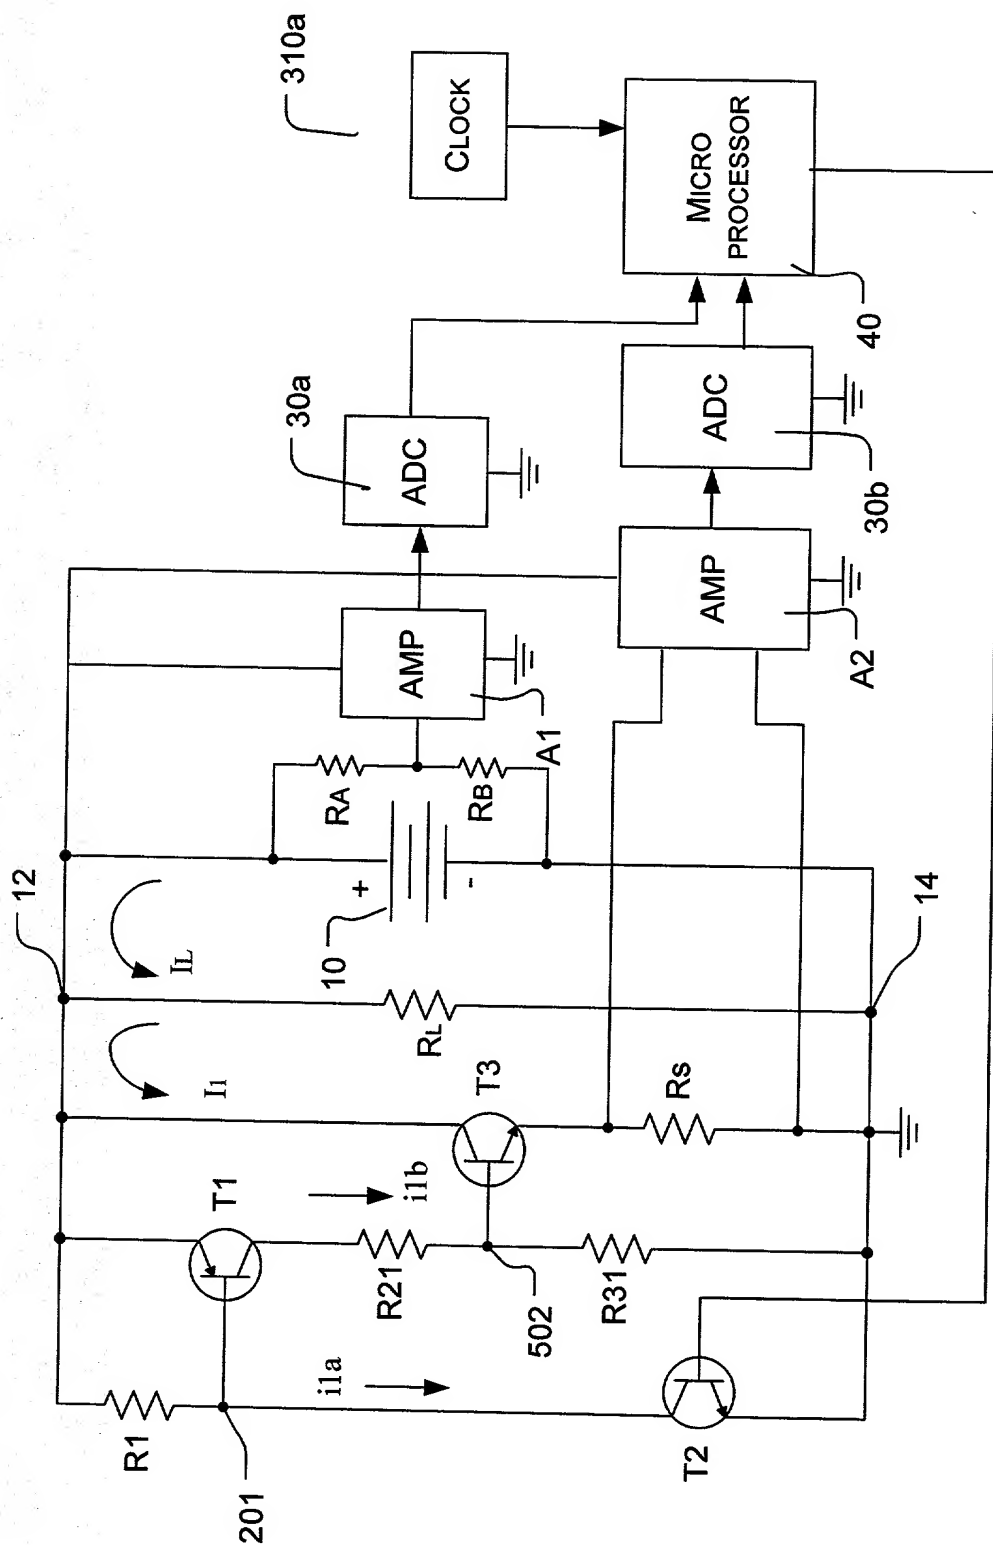 310a
CLOCK
MICRO
PROCESSOR
40
30a
ADC
ADC
30b
AMP
A1
AMP
A2
12
RA
RB
+
-
10
IL
14
I1
RL
T3
RS
T1
i1b
R21
502
R31
R1
i1a
201
T2